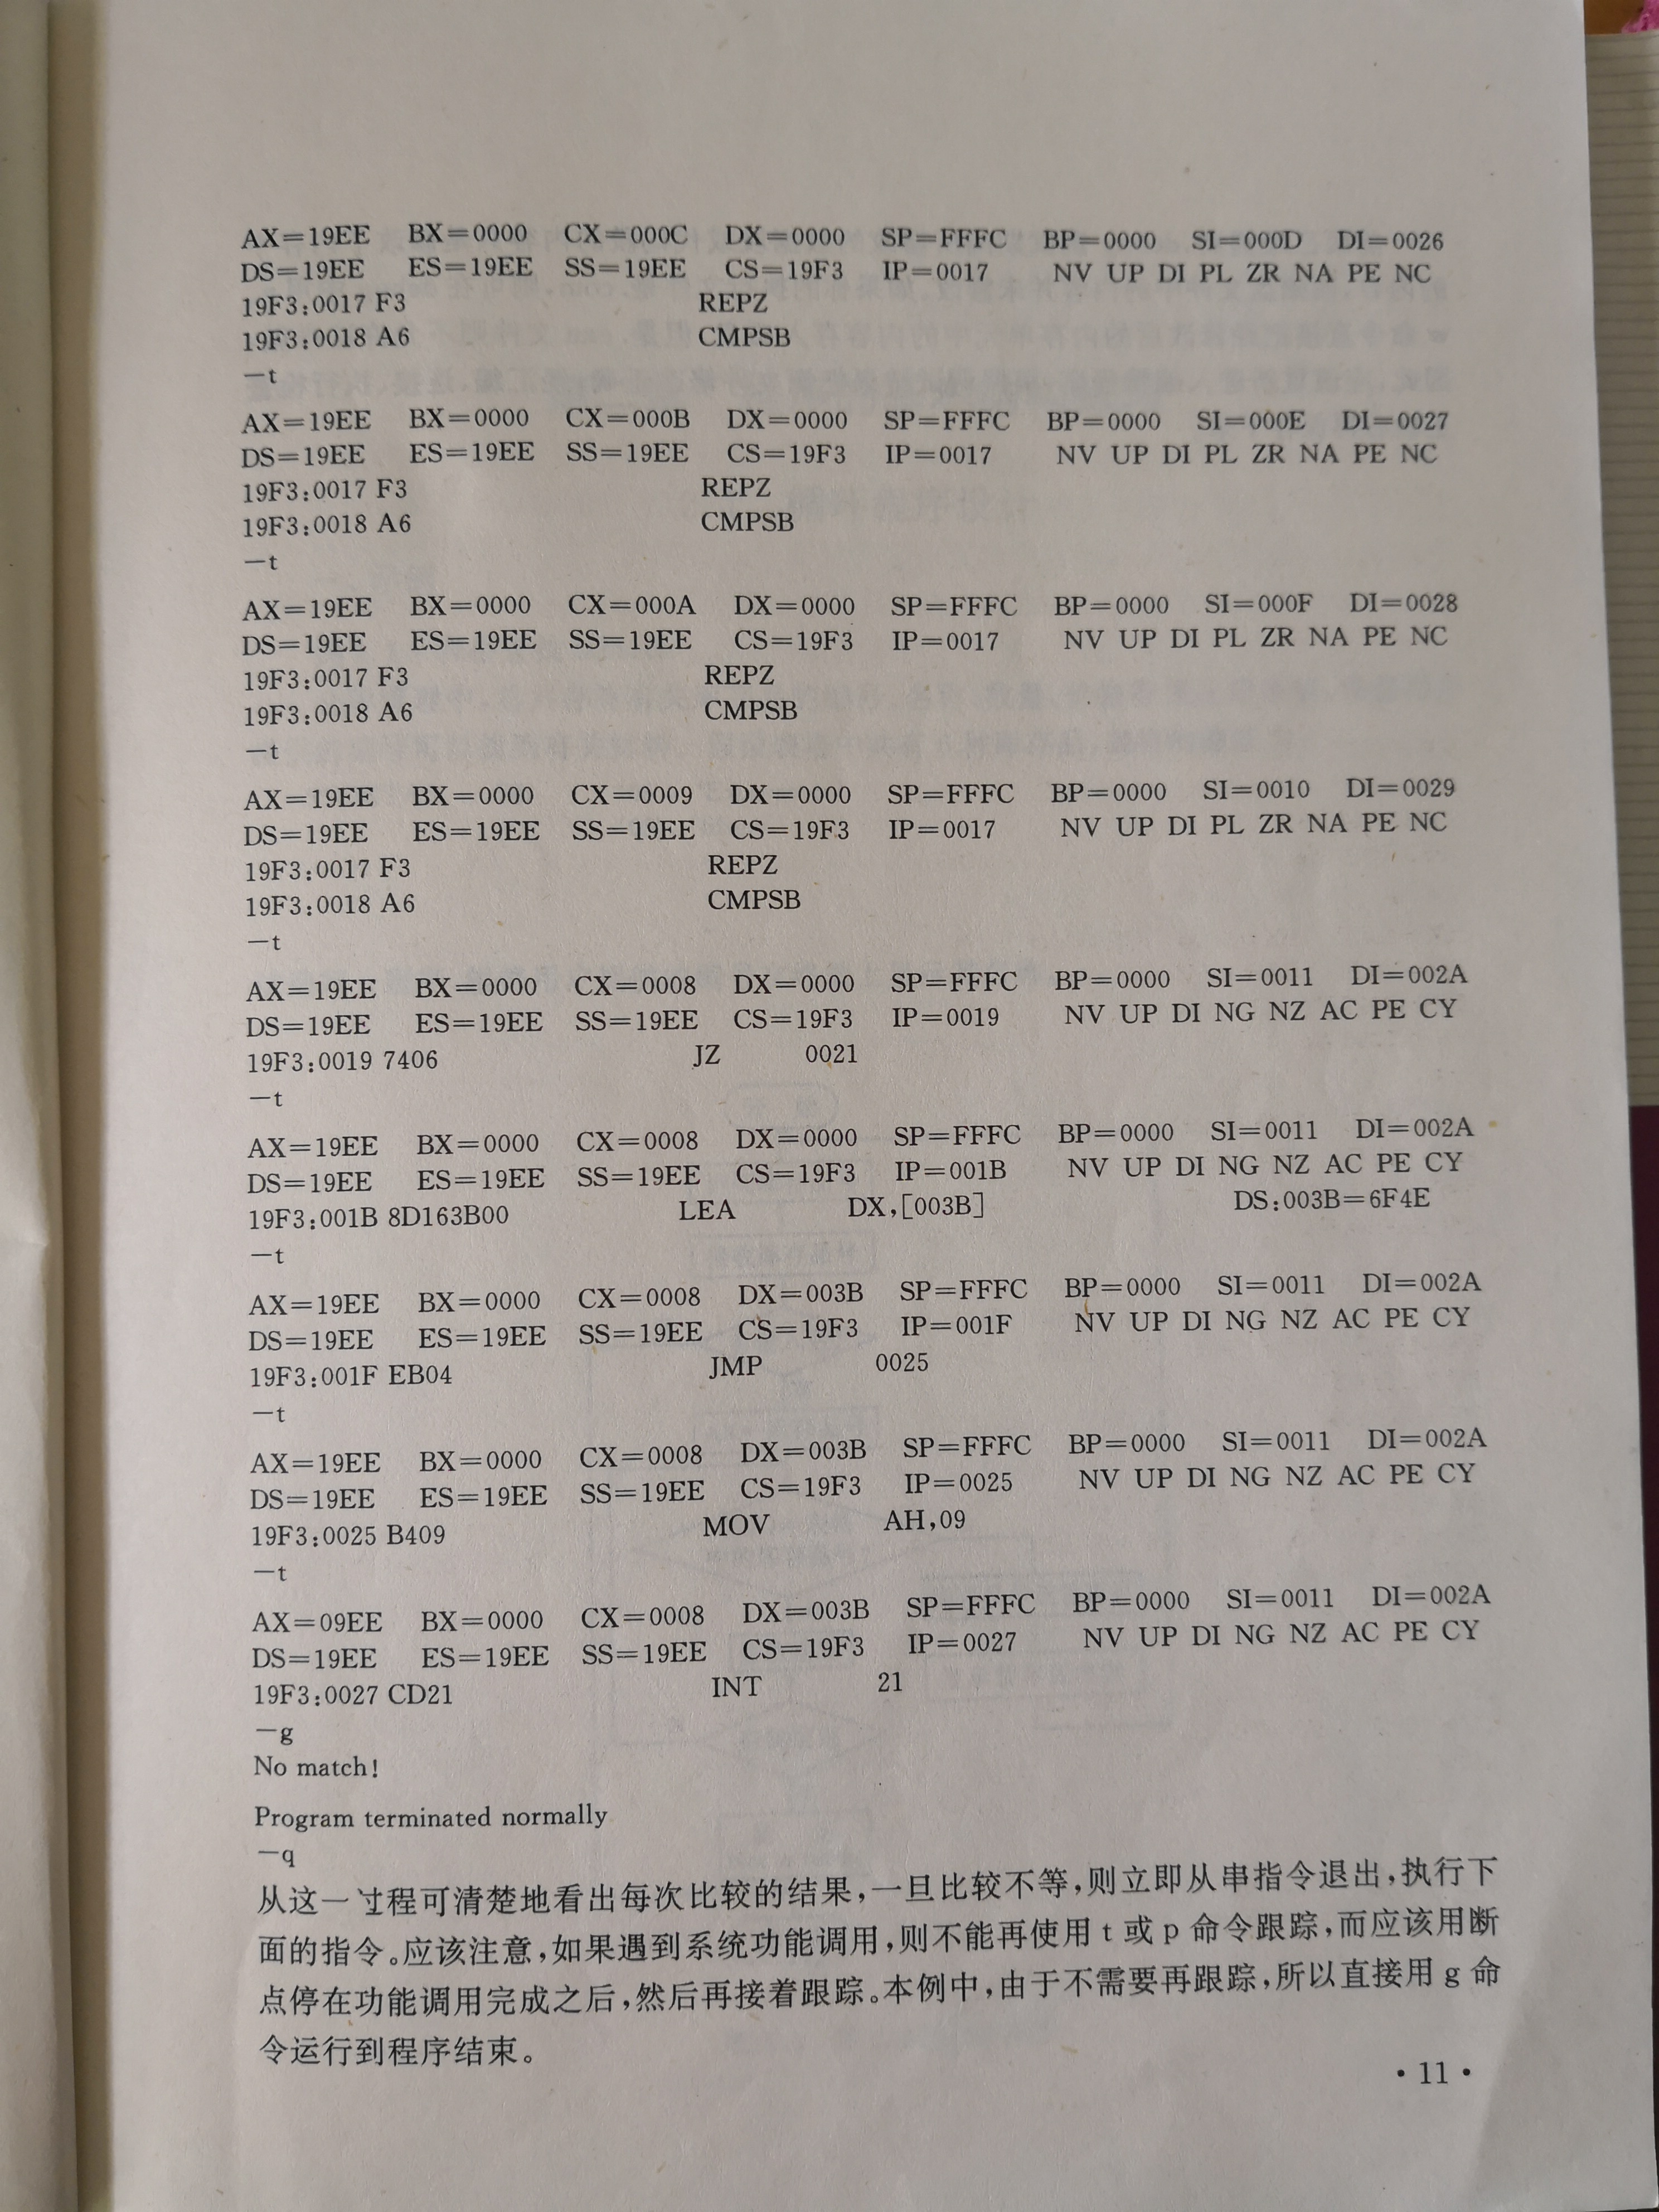 AX=19EE BX=0000 CX=000C DX=0000 SP=FFFC BP=0000 SI=000D DI=0026
DS=19EE ES=19EE SS=19EE CS=19F3 IP=0017 NV UP DI PL ZR NA PE NC
19F3:0017 F3 REPZ
19F3:0018 A6 CMPSB
—t
AX=19EE BX=0000 CX=000B DX=0000 SP=FFFC BP=0000 SI=000E DI=0027
DS=19EE ES=19EE SS=19EE CS=19F3 IP=0017 NV UP DI PL ZR NA PE NC
19F3:0017 F3 REPZ
19F3:0018 A6 CMPSB
—t
AX=19EE BX=0000 CX=000A DX=0000 SP=FFFC BP=0000 SI=000F DI=0028
DS=19EE ES=19EE SS=19EE CS=19F3 IP=0017 NV UP DI PL ZR NA PE NC
19F3:0017 F3 REPZ
19F3:0018 A6 CMPSB
—t
AX=19EE BX=0000 CX=0009 DX=0000 SP=FFFC BP=0000 SI=0010 DI=0029
DS=19EE ES=19EE SS=19EE CS=19F3 IP=0017 NV UP DI PL ZR NA PE NC
19F3:0017 F3 REPZ
19F3:0018 A6 CMPSB
—t
AX=19EE BX=0000 CX=0008 DX=0000 SP=FFFC BP=0000 SI=0011 DI=002A
DS=19EE ES=19EE SS=19EE CS=19F3 IP=0019 NV UP DI NG NZ AC PE CY
19F3:0019 7406 JZ 0021
—t
AX=19EE BX=0000 CX=0008 DX=0000 SP=FFFC BP=0000 SI=0011 DI=002A
DS=19EE ES=19EE SS=19EE CS=19F3 IP=001B NV UP DI NG NZ AC PE CY
19F3:001B 8D163B00 LEA DX,[003B] DS:003B=6F4E
—t
AX=19EE BX=0000 CX=0008 DX=003B SP=FFFC BP=0000 SI=0011 DI=002A
DS=19EE ES=19EE SS=19EE CS=19F3 IP=001F NV UP DI NG NZ AC PE CY
19F3:001F EB04 JMP 0025
—t
AX=19EE BX=0000 CX=0008 DX=003B SP=FFFC BP=0000 SI=0011 DI=002A
DS=19EE ES=19EE SS=19EE CS=19F3 IP=0025 NV UP DI NG NZ AC PE CY
19F3:0025 B409 MOV AH,09
—t
AX=09EE BX=0000 CX=0008 DX=003B SP=FFFC BP=0000 SI=0011 DI=002A
DS=19EE ES=19EE SS=19EE CS=19F3 IP=0027 NV UP DI NG NZ AC PE CY
19F3:0027 CD21 INT 21
—g
No match!
Program terminated normally
—q
从这一过程可清楚地看出每次比较的结果,一旦比较不等,则立即从串指令退出,执行下
面的指令。应该注意,如果遇到系统功能调用,则不能再使用 t 或 p 命令跟踪,而应该用断
点停在功能调用完成之后,然后再接着跟踪。本例中,由于不需要再跟踪,所以直接用 g 命
令运行到程序结束。
• 11 •